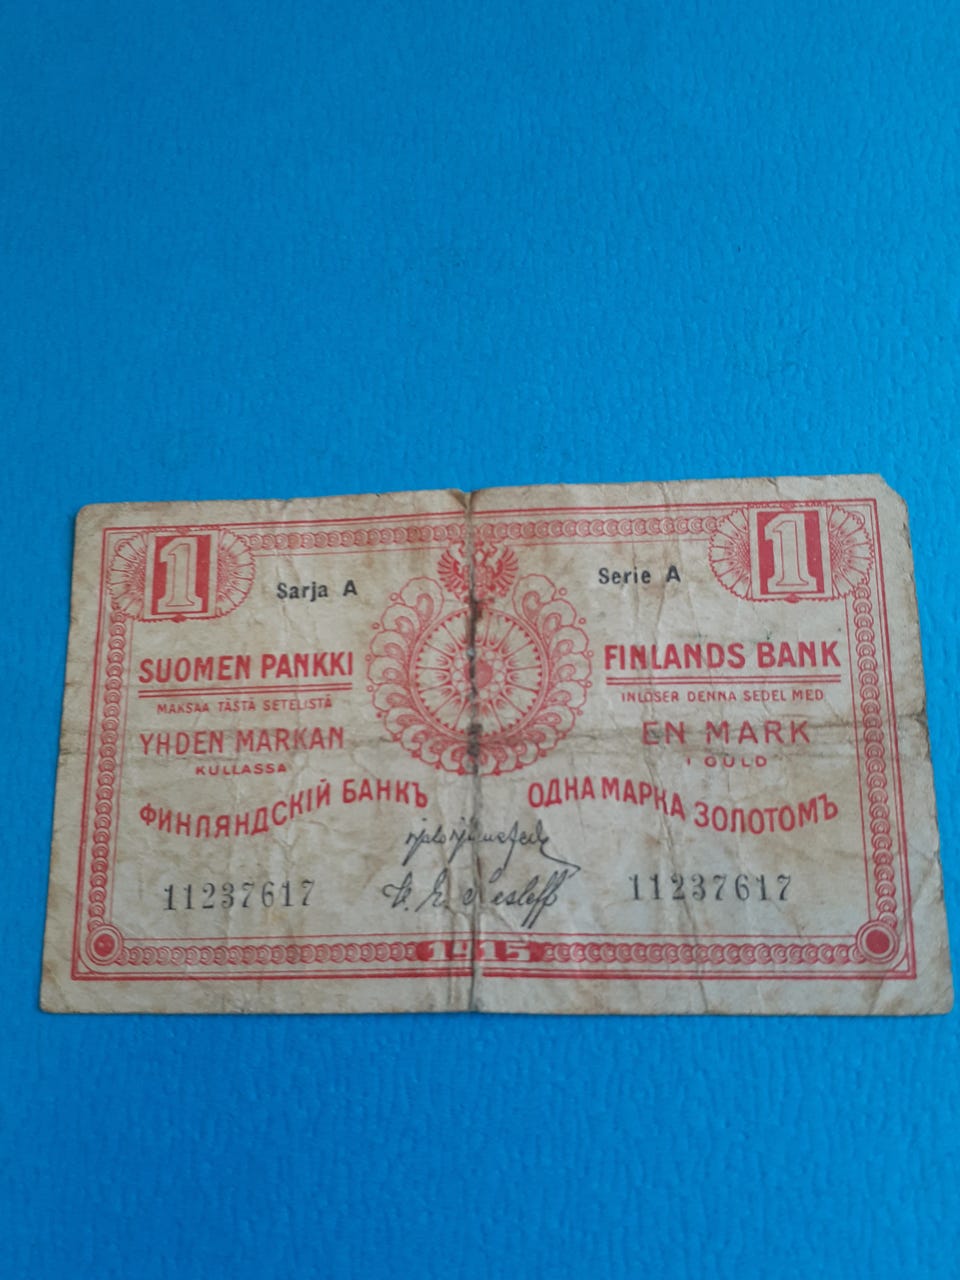 1 1
Sarja A
Serie A
SUOMEN PANKKI
MAKSAA TÄSTÄ SETELISTÄ
YHDEN MARKAN
KULLASSA
FINLANDS BANK
INLÖSER DENNA SEDEL MED
EN MARK
I GULD
ФИНЛЯНДСКІЙ БАНКЪ
ОДНА МАРКА ЗОЛОТОМЪ
11237617
11237617
1915